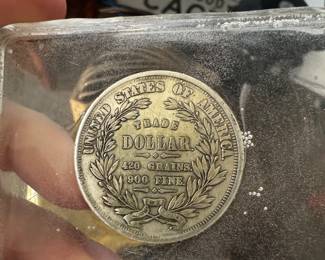 UNITED STATES OF AMERICA.
TRADE
DOLLAR.
420 GRAINS.
900 FINE.